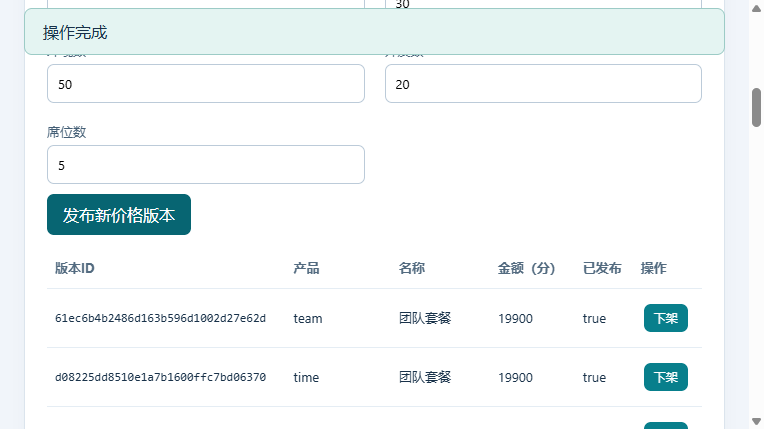 30
操作完成
50
20
席位数
5
发布新价格版本
版本ID 产品 名称 金额（分） 已发布 操作
61ec6b4b2486d163b596d1002d27e62d team 团队套餐 19900 true 下架
d08225dd8510e1a7b1600ffc7bd06370 time 团队套餐 19900 true 下架